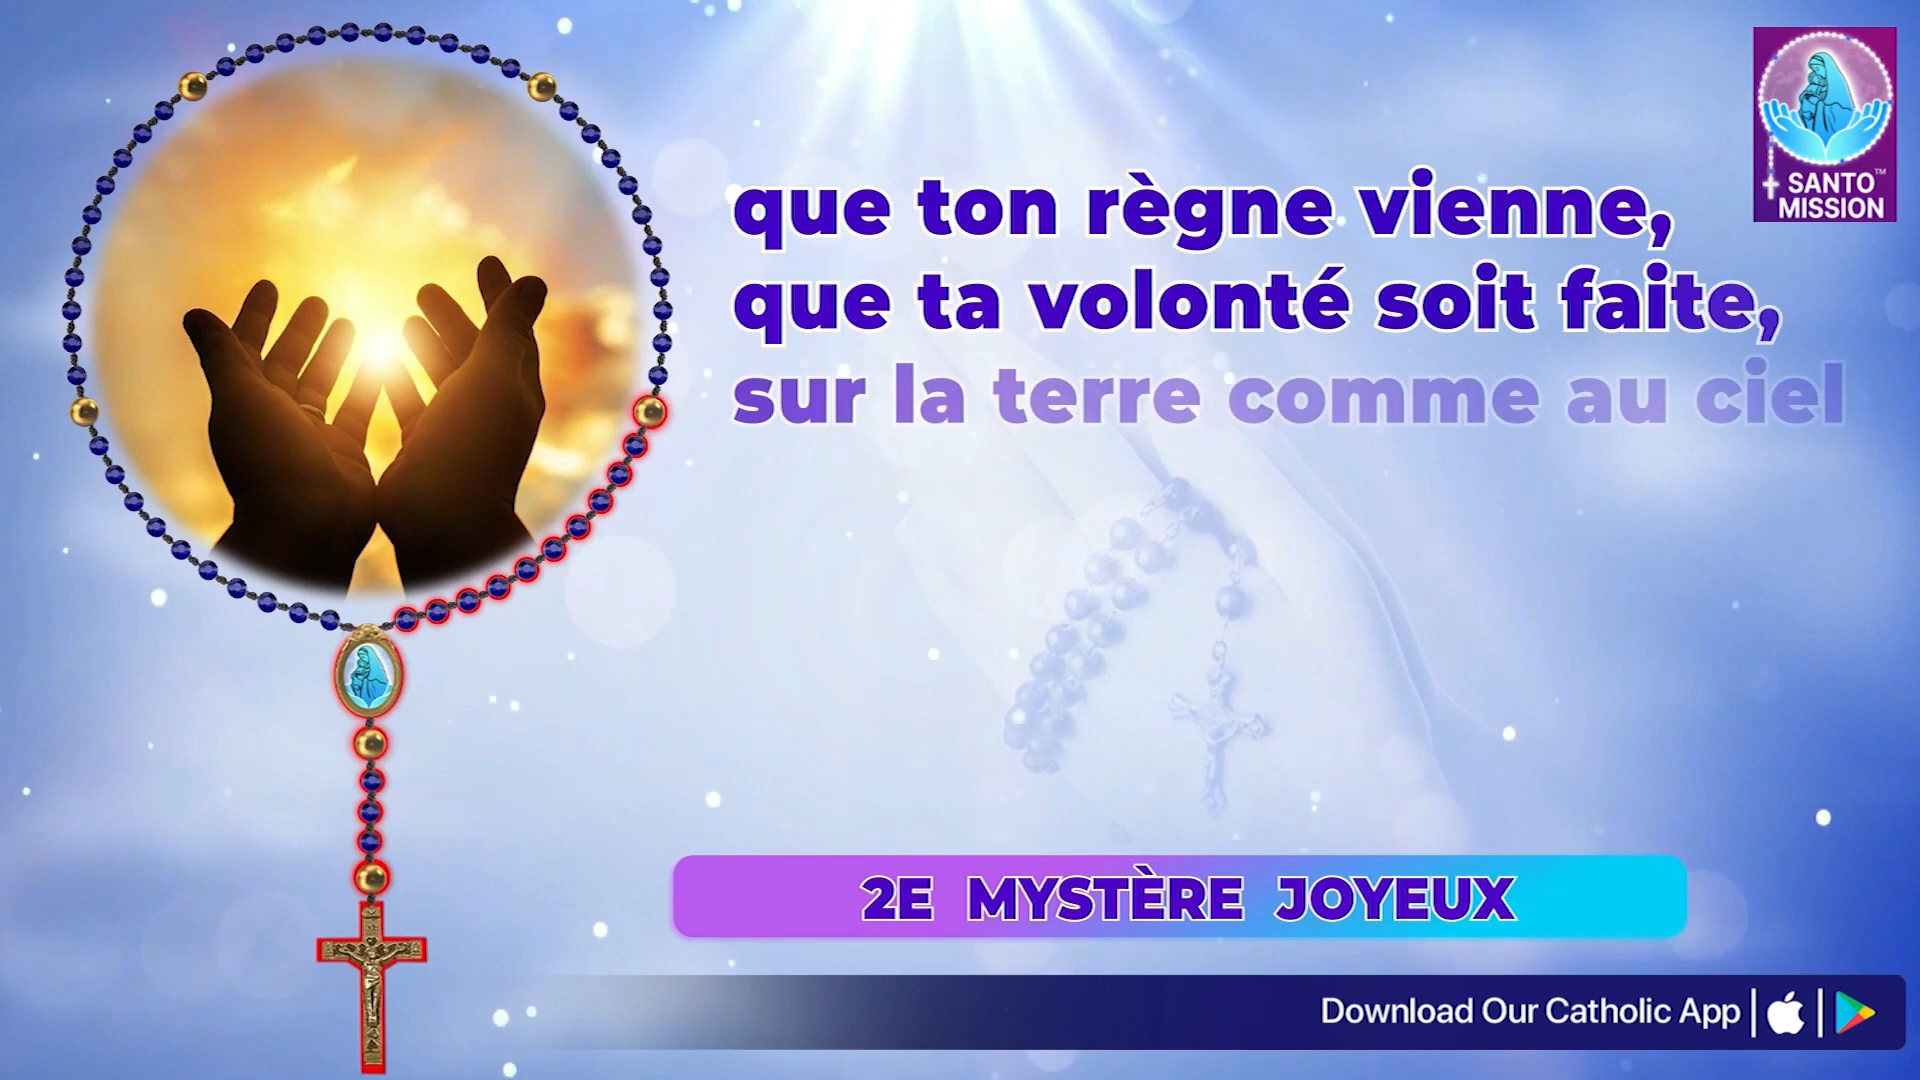 que ton règne vienne,
que ta volonté soit faite,
sur la terre comme au ciel
SANTO™
MISSION
2E MYSTÈRE JOYEUX
Download Our Catholic App